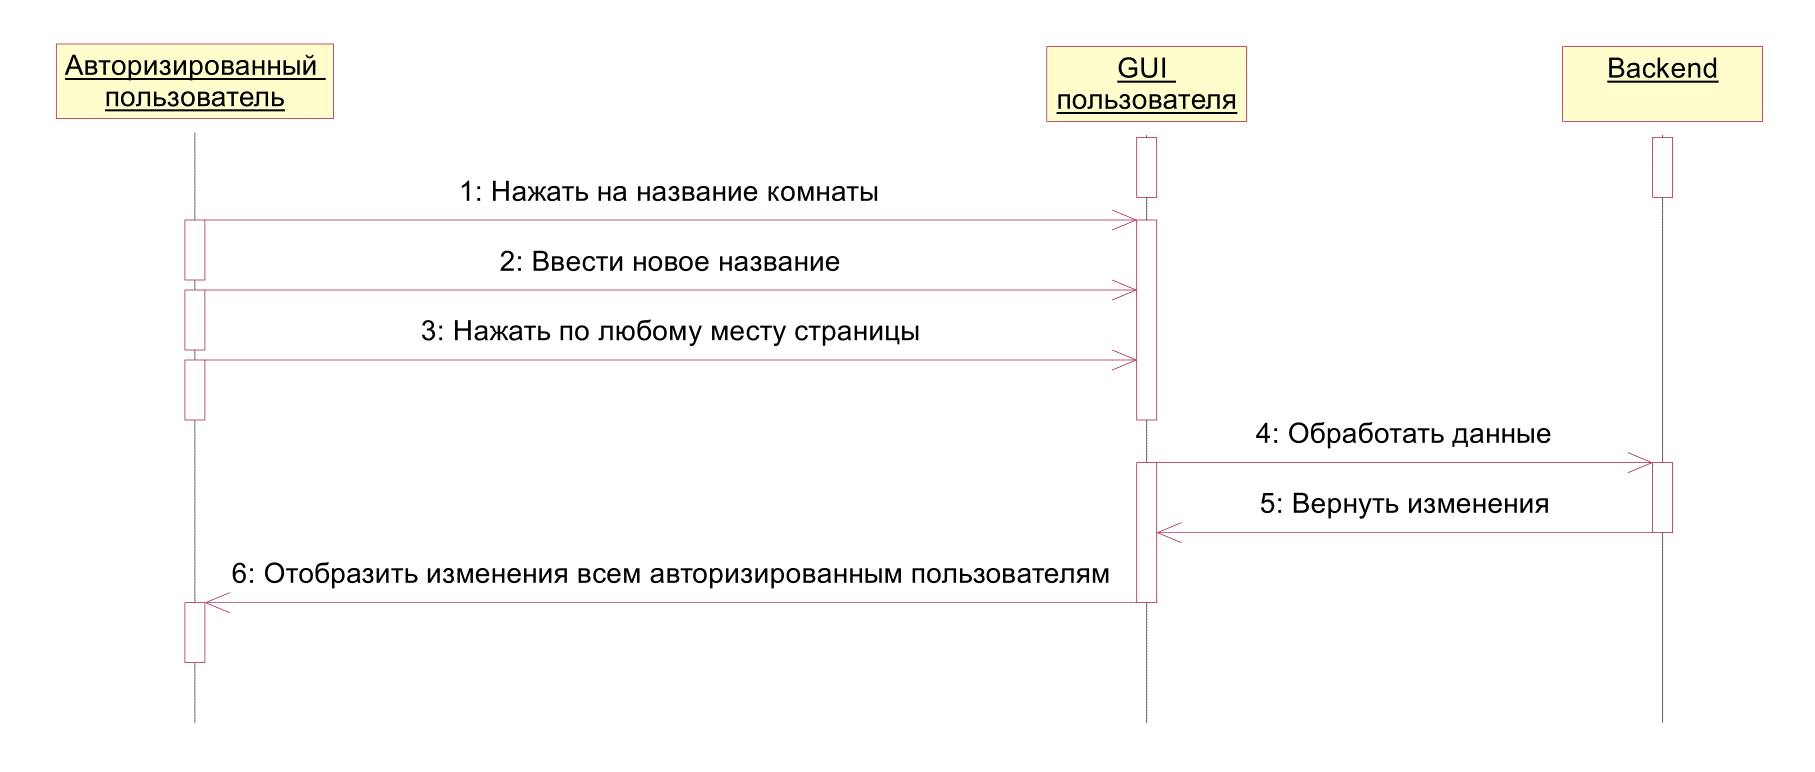 Авторизированный
пользователь
GUI
пользователя
Backend
1: Нажать на название комнаты
2: Ввести новое название
3: Нажать по любому месту страницы
4: Обработать данные
5: Вернуть изменения
6: Отобразить изменения всем авторизированным пользователям